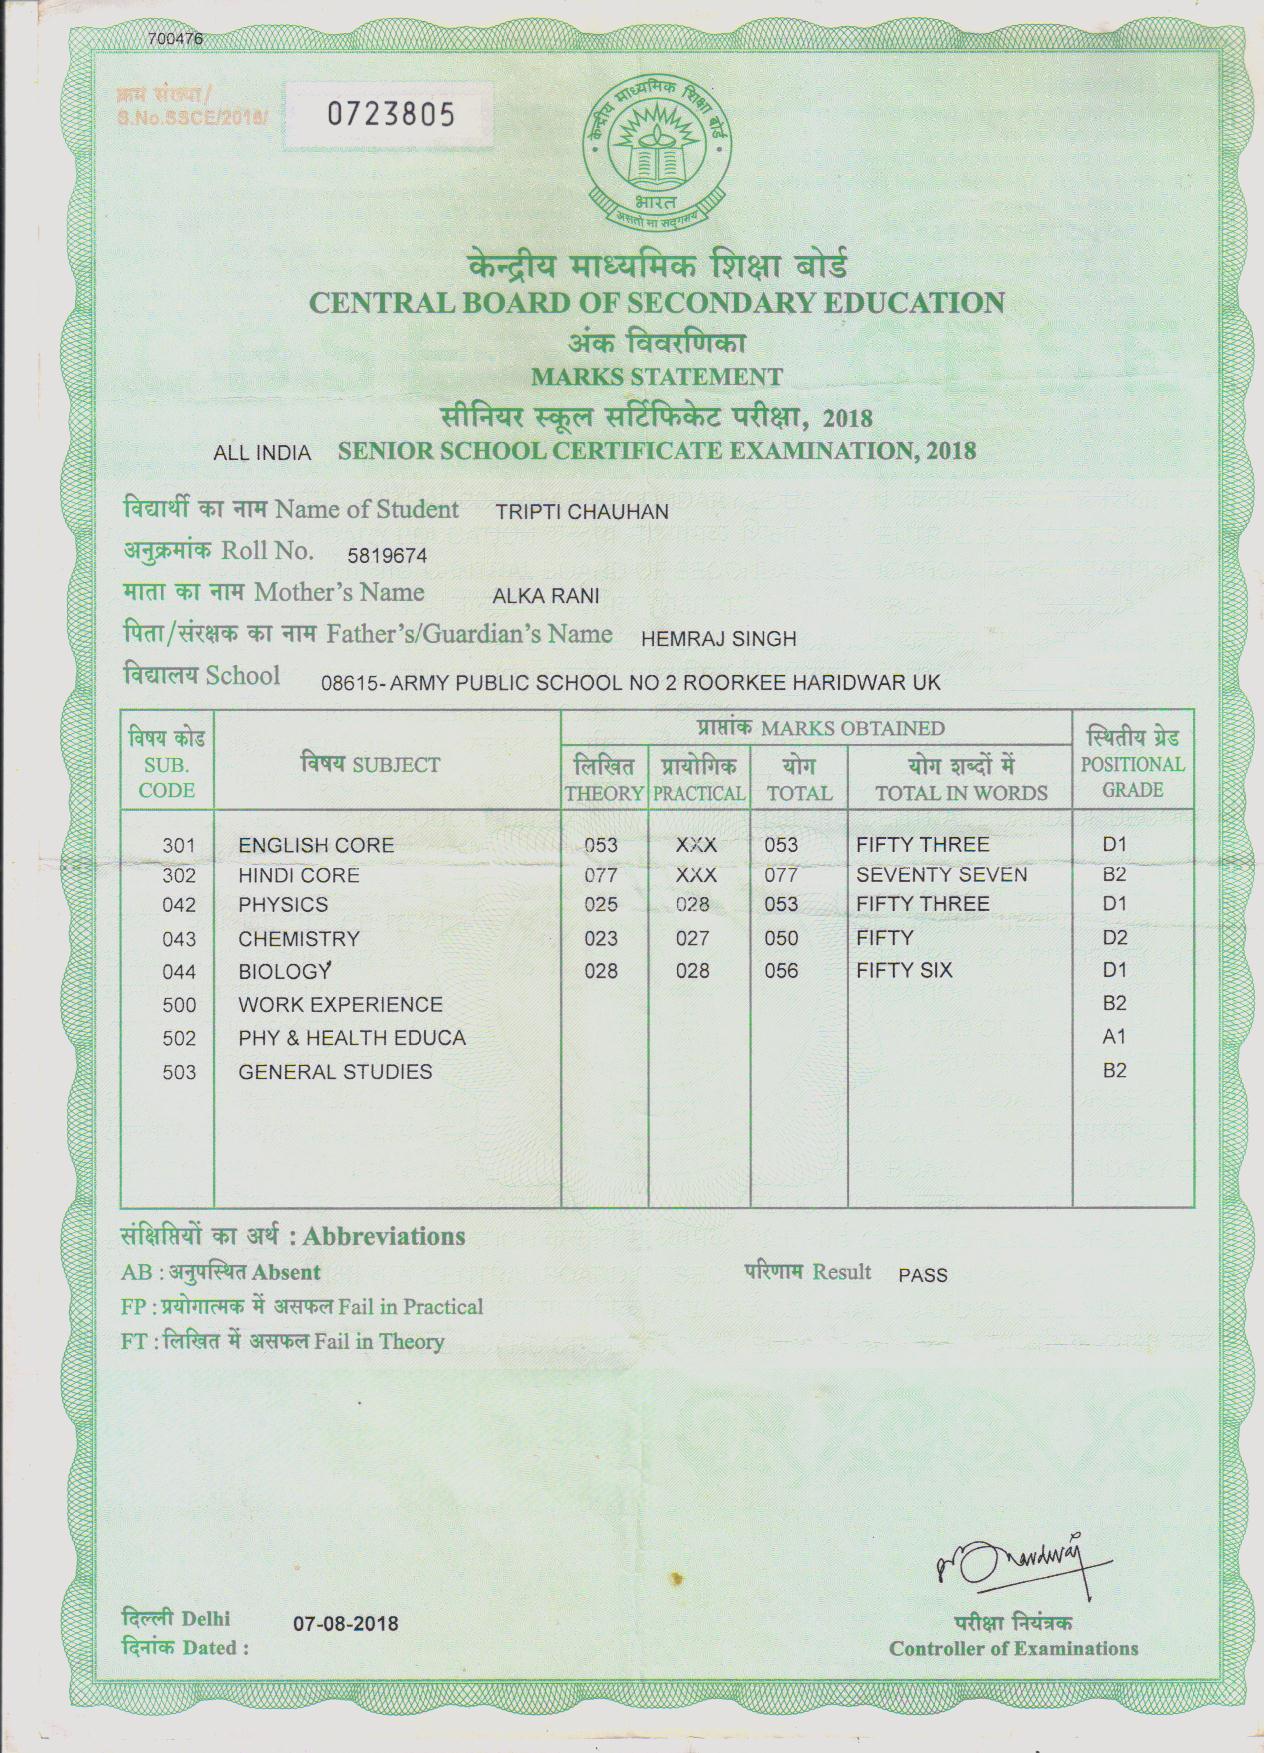 700476
क्रम संख्या/
S.No.SSCE/2018/
0723805
केन्द्रीय माध्यमिक शिक्षा बोर्ड
भारत
असतो मा सद्गमय
केन्द्रीय माध्यमिक शिक्षा बोर्ड
CENTRAL BOARD OF SECONDARY EDUCATION
अंक विवरणिका
MARKS STATEMENT
सीनियर स्कूल सर्टिफिकेट परीक्षा, 2018
ALL INDIA SENIOR SCHOOL CERTIFICATE EXAMINATION, 2018
विद्यार्थी का नाम Name of Student TRIPTI CHAUHAN
अनुक्रमांक Roll No. 5819674
माता का नाम Mother's Name ALKA RANI
पिता/संरक्षक का नाम Father's/Guardian's Name HEMRAJ SINGH
विद्यालय School 08615-ARMY PUBLIC SCHOOL NO 2 ROORKEE HARIDWAR UK
विषय कोड SUB. CODE विषय SUBJECT प्राप्तांक MARKS OBTAINED स्थितीय ग्रेड POSITIONAL GRADE
लिखित THEORY प्रायोगिक PRACTICAL योग TOTAL योग शब्दों में TOTAL IN WORDS
301 ENGLISH CORE 053 XXX 053 FIFTY THREE D1
302 HINDI CORE 077 XXX 077 SEVENTY SEVEN B2
042 PHYSICS 025 028 053 FIFTY THREE D1
043 CHEMISTRY 023 027 050 FIFTY D2
044 BIOLOGY 028 028 056 FIFTY SIX D1
500 WORK EXPERIENCE B2
502 PHY & HEALTH EDUCA A1
503 GENERAL STUDIES B2
संक्षिप्तियों का अर्थ : Abbreviations
AB : अनुपस्थित Absent परिणाम Result PASS
FP : प्रयोगात्मक में असफल Fail in Practical
FT : लिखित में असफल Fail in Theory
दिल्ली Delhi
दिनांक Dated : 07-08-2018
परीक्षा नियंत्रक
Controller of Examinations